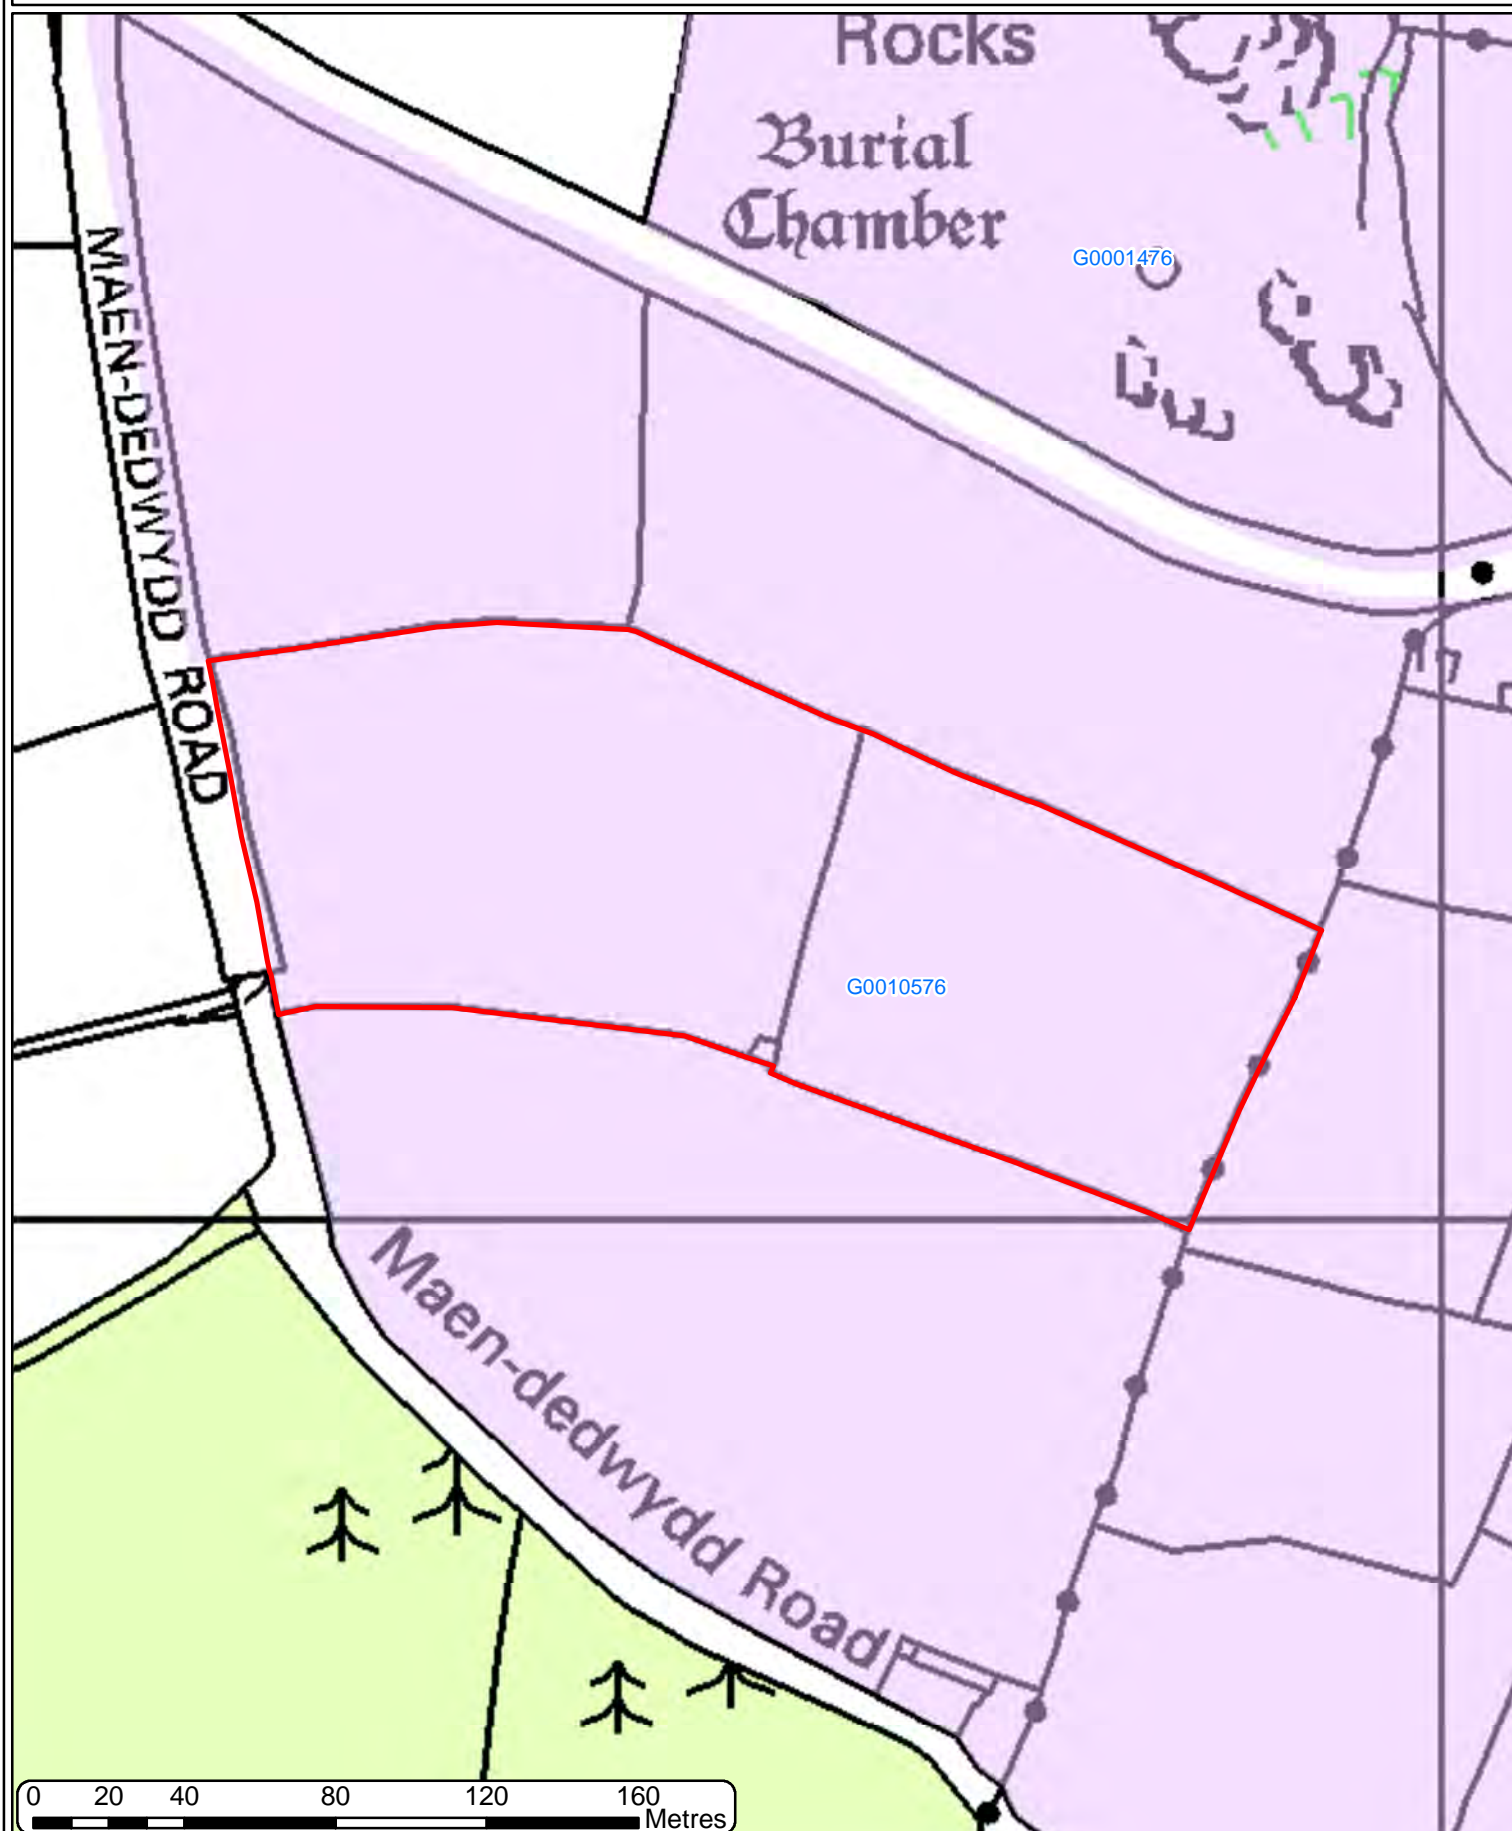 Rocks
Burial
Chamber
G0001476
MAEN-DEDWYDD ROAD
G0010576
Maen-dedwydd Road
0 20 40 80 120 160
Metres